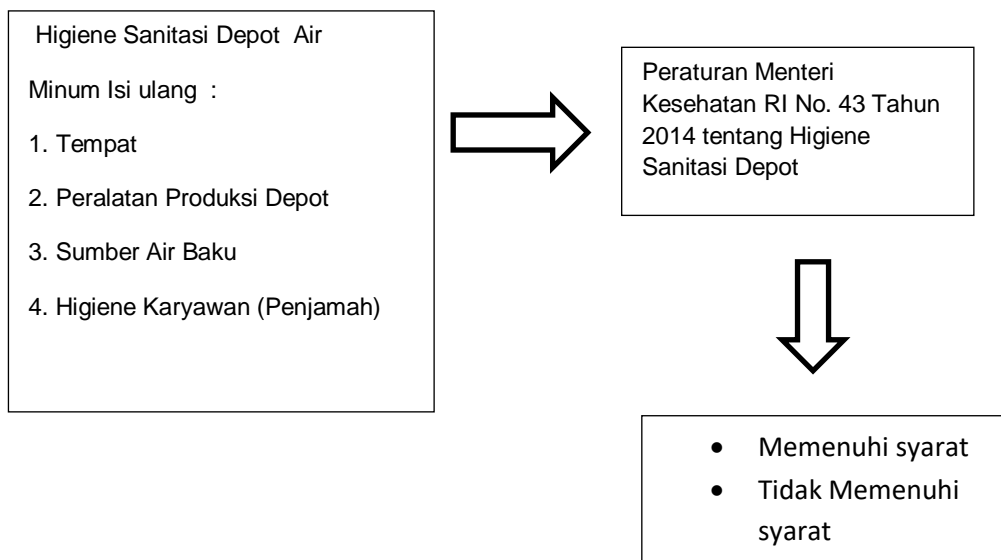 Higiene Sanitasi Depot Air
Minum Isi ulang :
1. Tempat
2. Peralatan Produksi Depot
3. Sumber Air Baku
4. Higiene Karyawan (Penjamah)
Peraturan Menteri
Kesehatan RI No. 43 Tahun
2014 tentang Higiene
Sanitasi Depot
• Memenuhi syarat
• Tidak Memenuhi
syarat